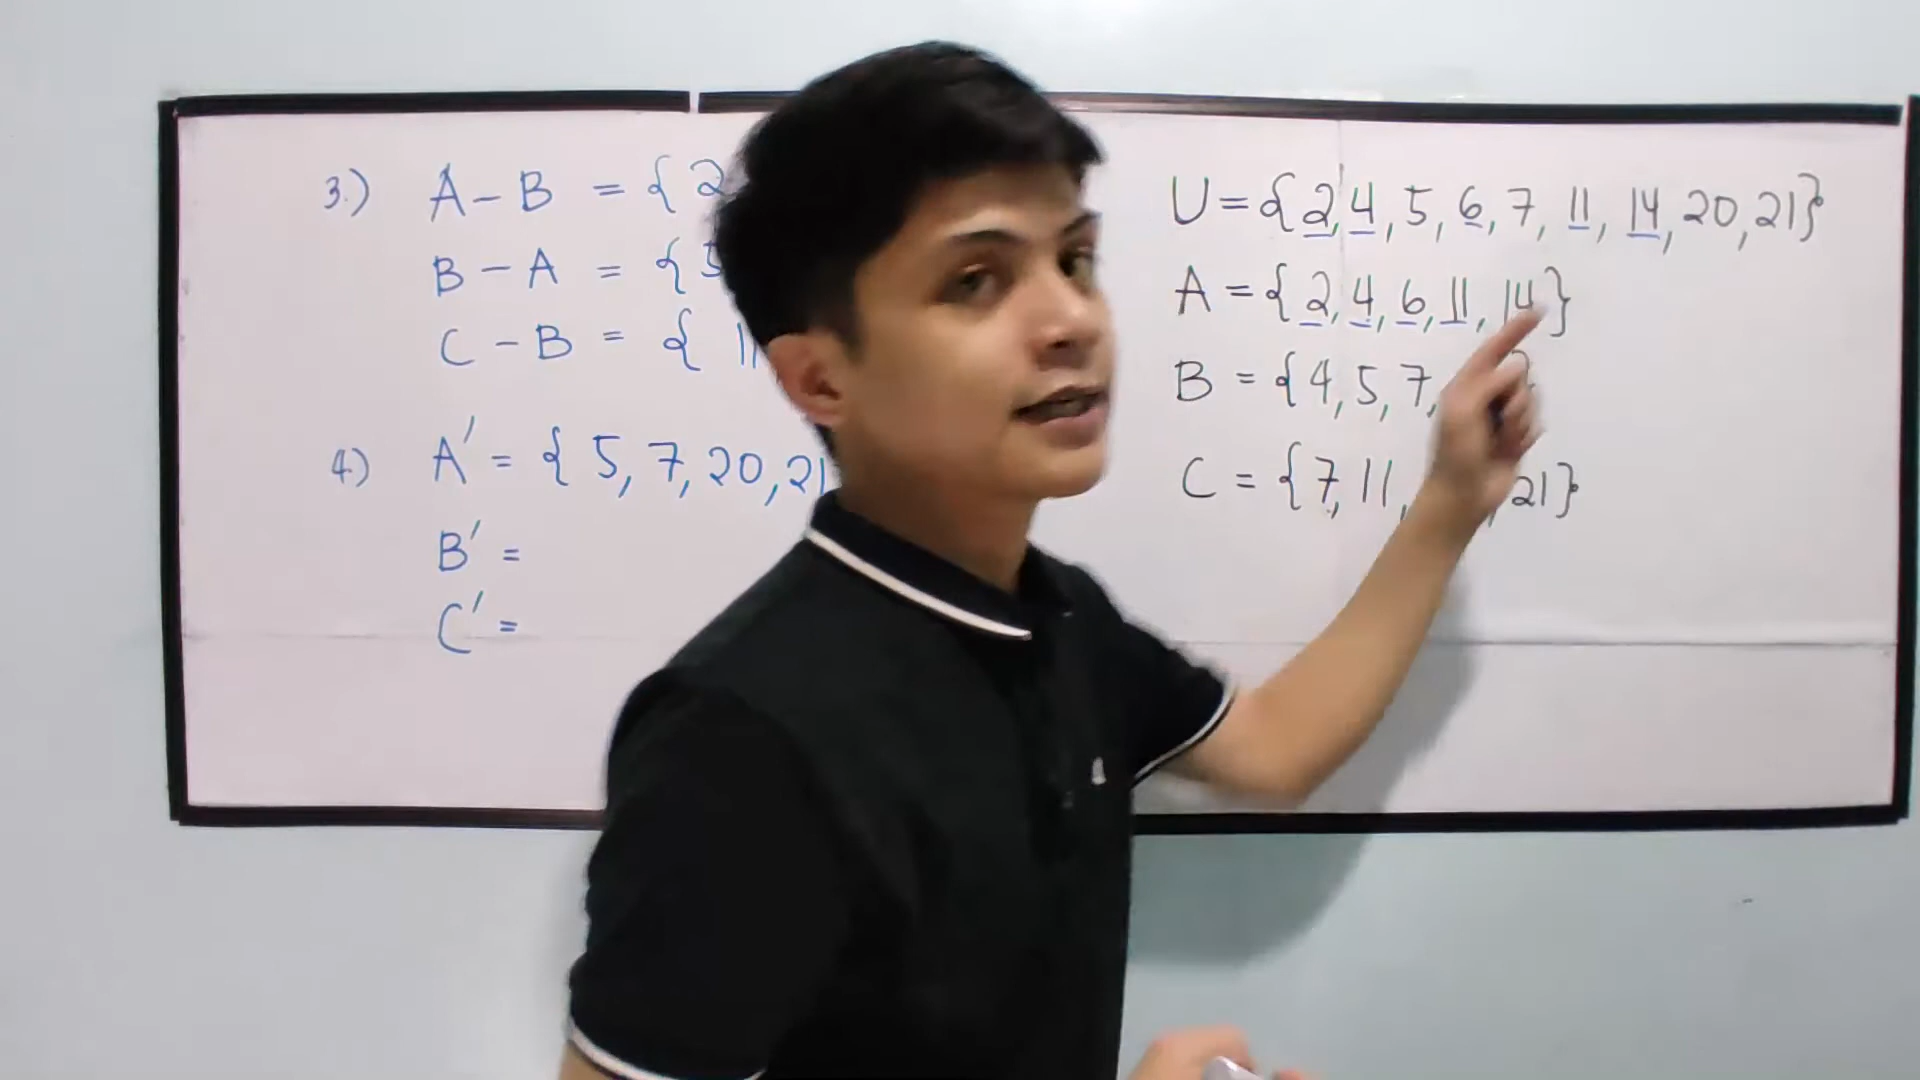 3.) A - B = {2
B - A = {5
C - B = { 11
4.) A' = { 5, 7, 20, 21
B' =
C' =
U = {2, 4, 5, 6, 7, 11, 14, 20, 21}
A = {2, 4, 6, 11, 14}
B = {4, 5, 7, }
C = {7, 11, , 21}